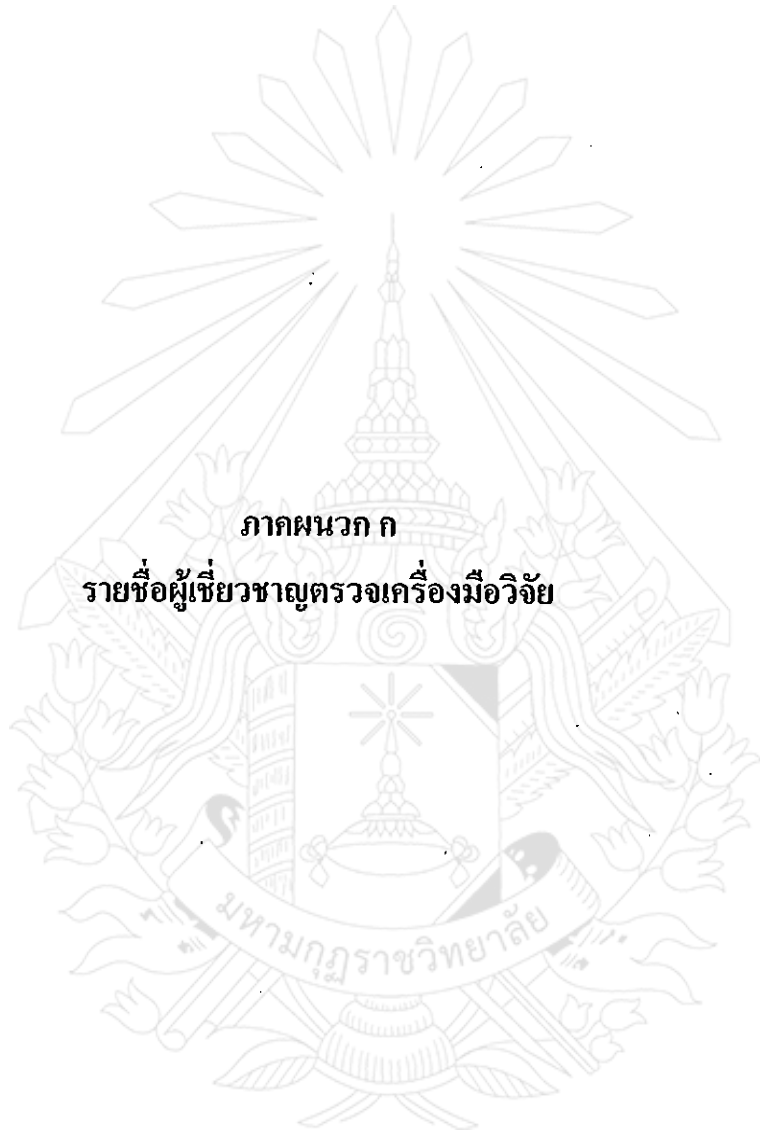 ภาคผนวก ค
รายชื่อผู้เชี่ยวชาญตรวจเครื่องมือวิจัย
มหามกุฏราชวิทยาลัย